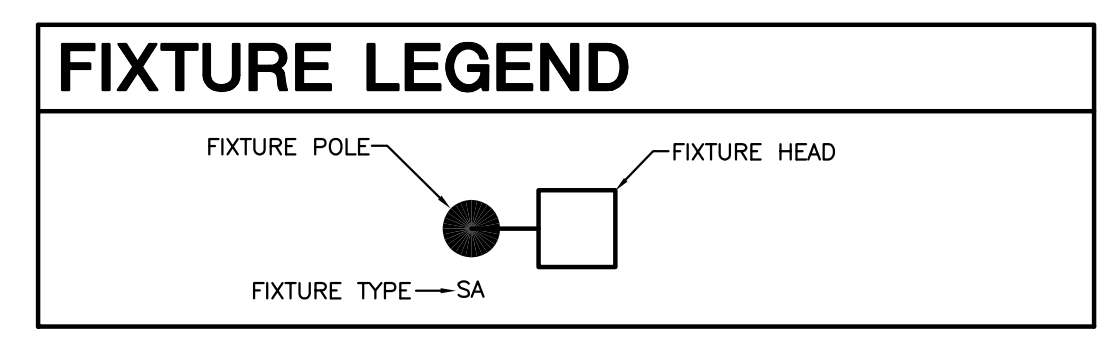 FIXTURE LEGEND
FIXTURE POLE
FIXTURE HEAD
FIXTURE TYPE SA